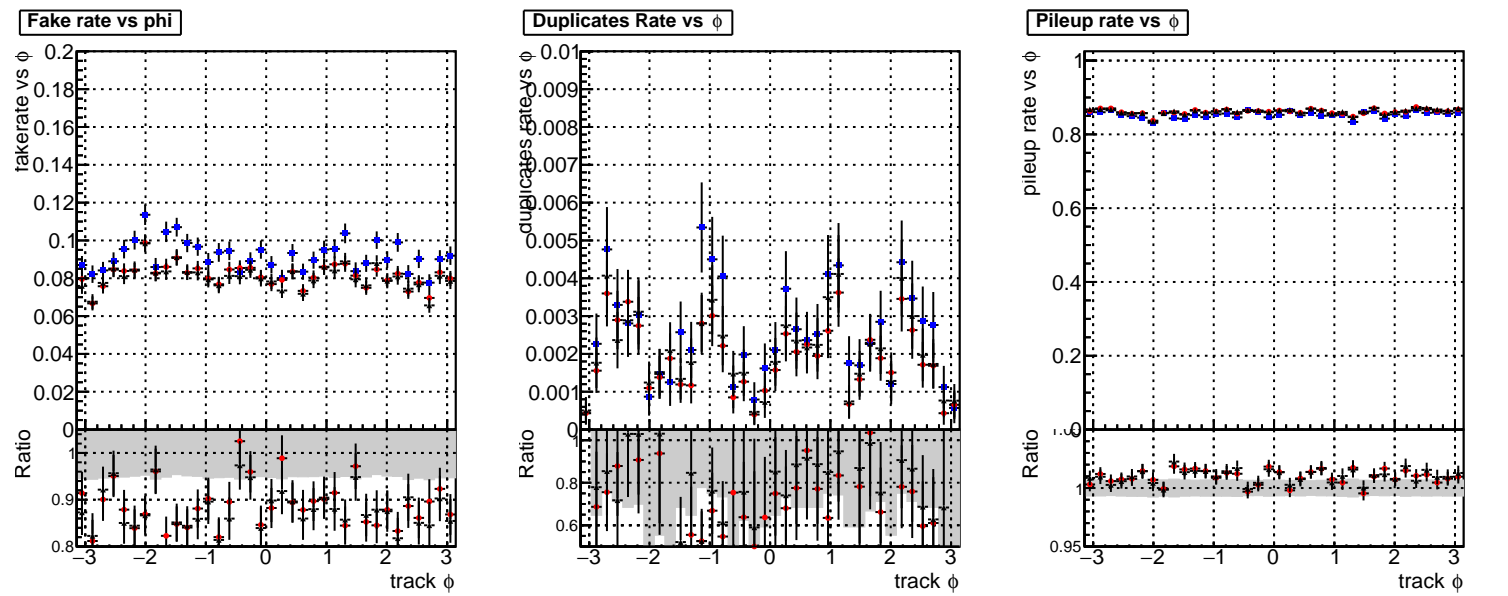 Fake rate vs phi
fakerate vs ϕ
0.2
0.18
0.16
0.14
0.12
0.1
0.08
0.06
0.04
0.02
0
Ratio
1
0.9
0.8
−3 −2 −1 0 1 2 3
track ϕ
Duplicates Rate vs ϕ
duplicates rate vs ϕ
0.01
0.009
0.008
0.007
0.006
0.005
0.004
0.003
0.002
0.001
0
Ratio
1
0.8
0.6
−3 −2 −1 0 1 2 3
track ϕ
Pileup rate vs ϕ
pileup rate vs ϕ
1
0.8
0.6
0.4
0.2
0
Ratio
1
0.95
−3 −2 −1 0 1 2 3
track ϕ